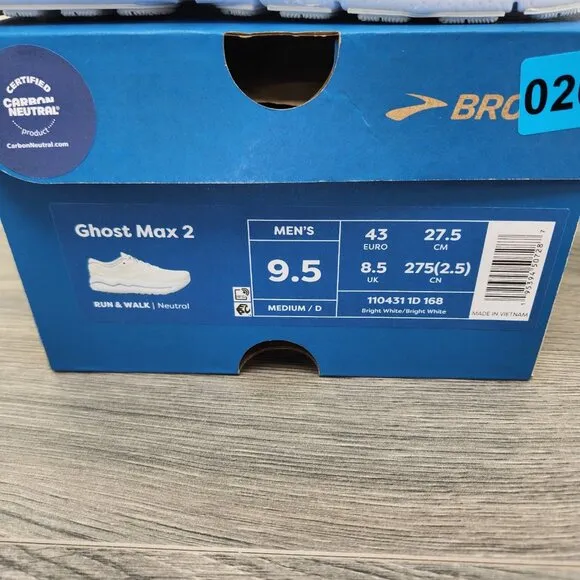 CERTIFIED
CARBON
NEUTRAL®
product
CarbonNeutral.com
BRO
02
Ghost Max 2
RUN & WALK | Neutral
MEN'S
9.5
MEDIUM / D
43
EURO
27.5
CM
8.5
UK
275(2.5)
CN
110431 1D 168
Bright White/Bright White
MADE IN VIETNAM